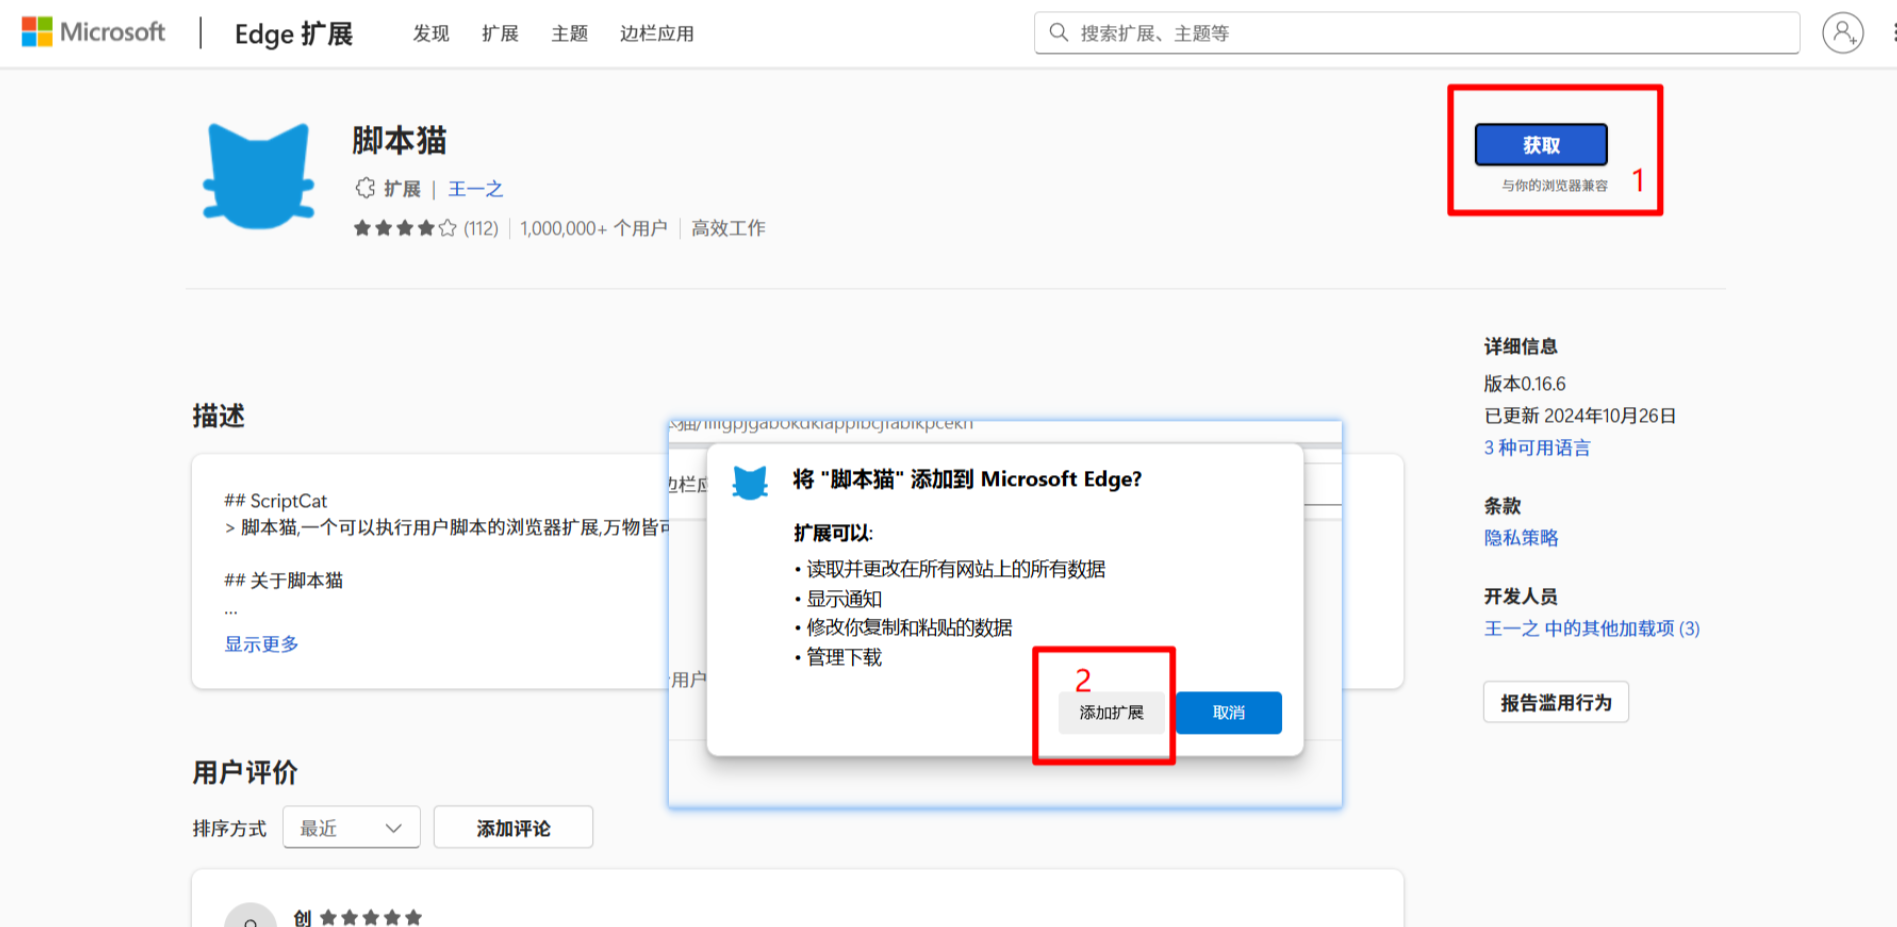 Microsoft
Edge 扩展
发现
扩展
主题
边栏应用
搜索扩展、主题等
脚本猫
扩展 | 王一之
(112) 1,000,000+ 个用户 高效工作
获取
与你的浏览器兼容
1
描述
## ScriptCat
> 脚本猫,一个可以执行用户脚本的浏览器扩展,万物皆可
## 关于脚本猫
...
显示更多
边栏应
用户
将 "脚本猫" 添加到 Microsoft Edge?
扩展可以:
• 读取并更改在所有网站上的所有数据
• 显示通知
• 修改你复制和粘贴的数据
• 管理下载
2
添加扩展
取消
详细信息
版本0.16.6
已更新 2024年10月26日
3 种可用语言
条款
隐私策略
开发人员
王一之 中的其他加载项 (3)
报告滥用行为
用户评价
排序方式
最近
添加评论
创